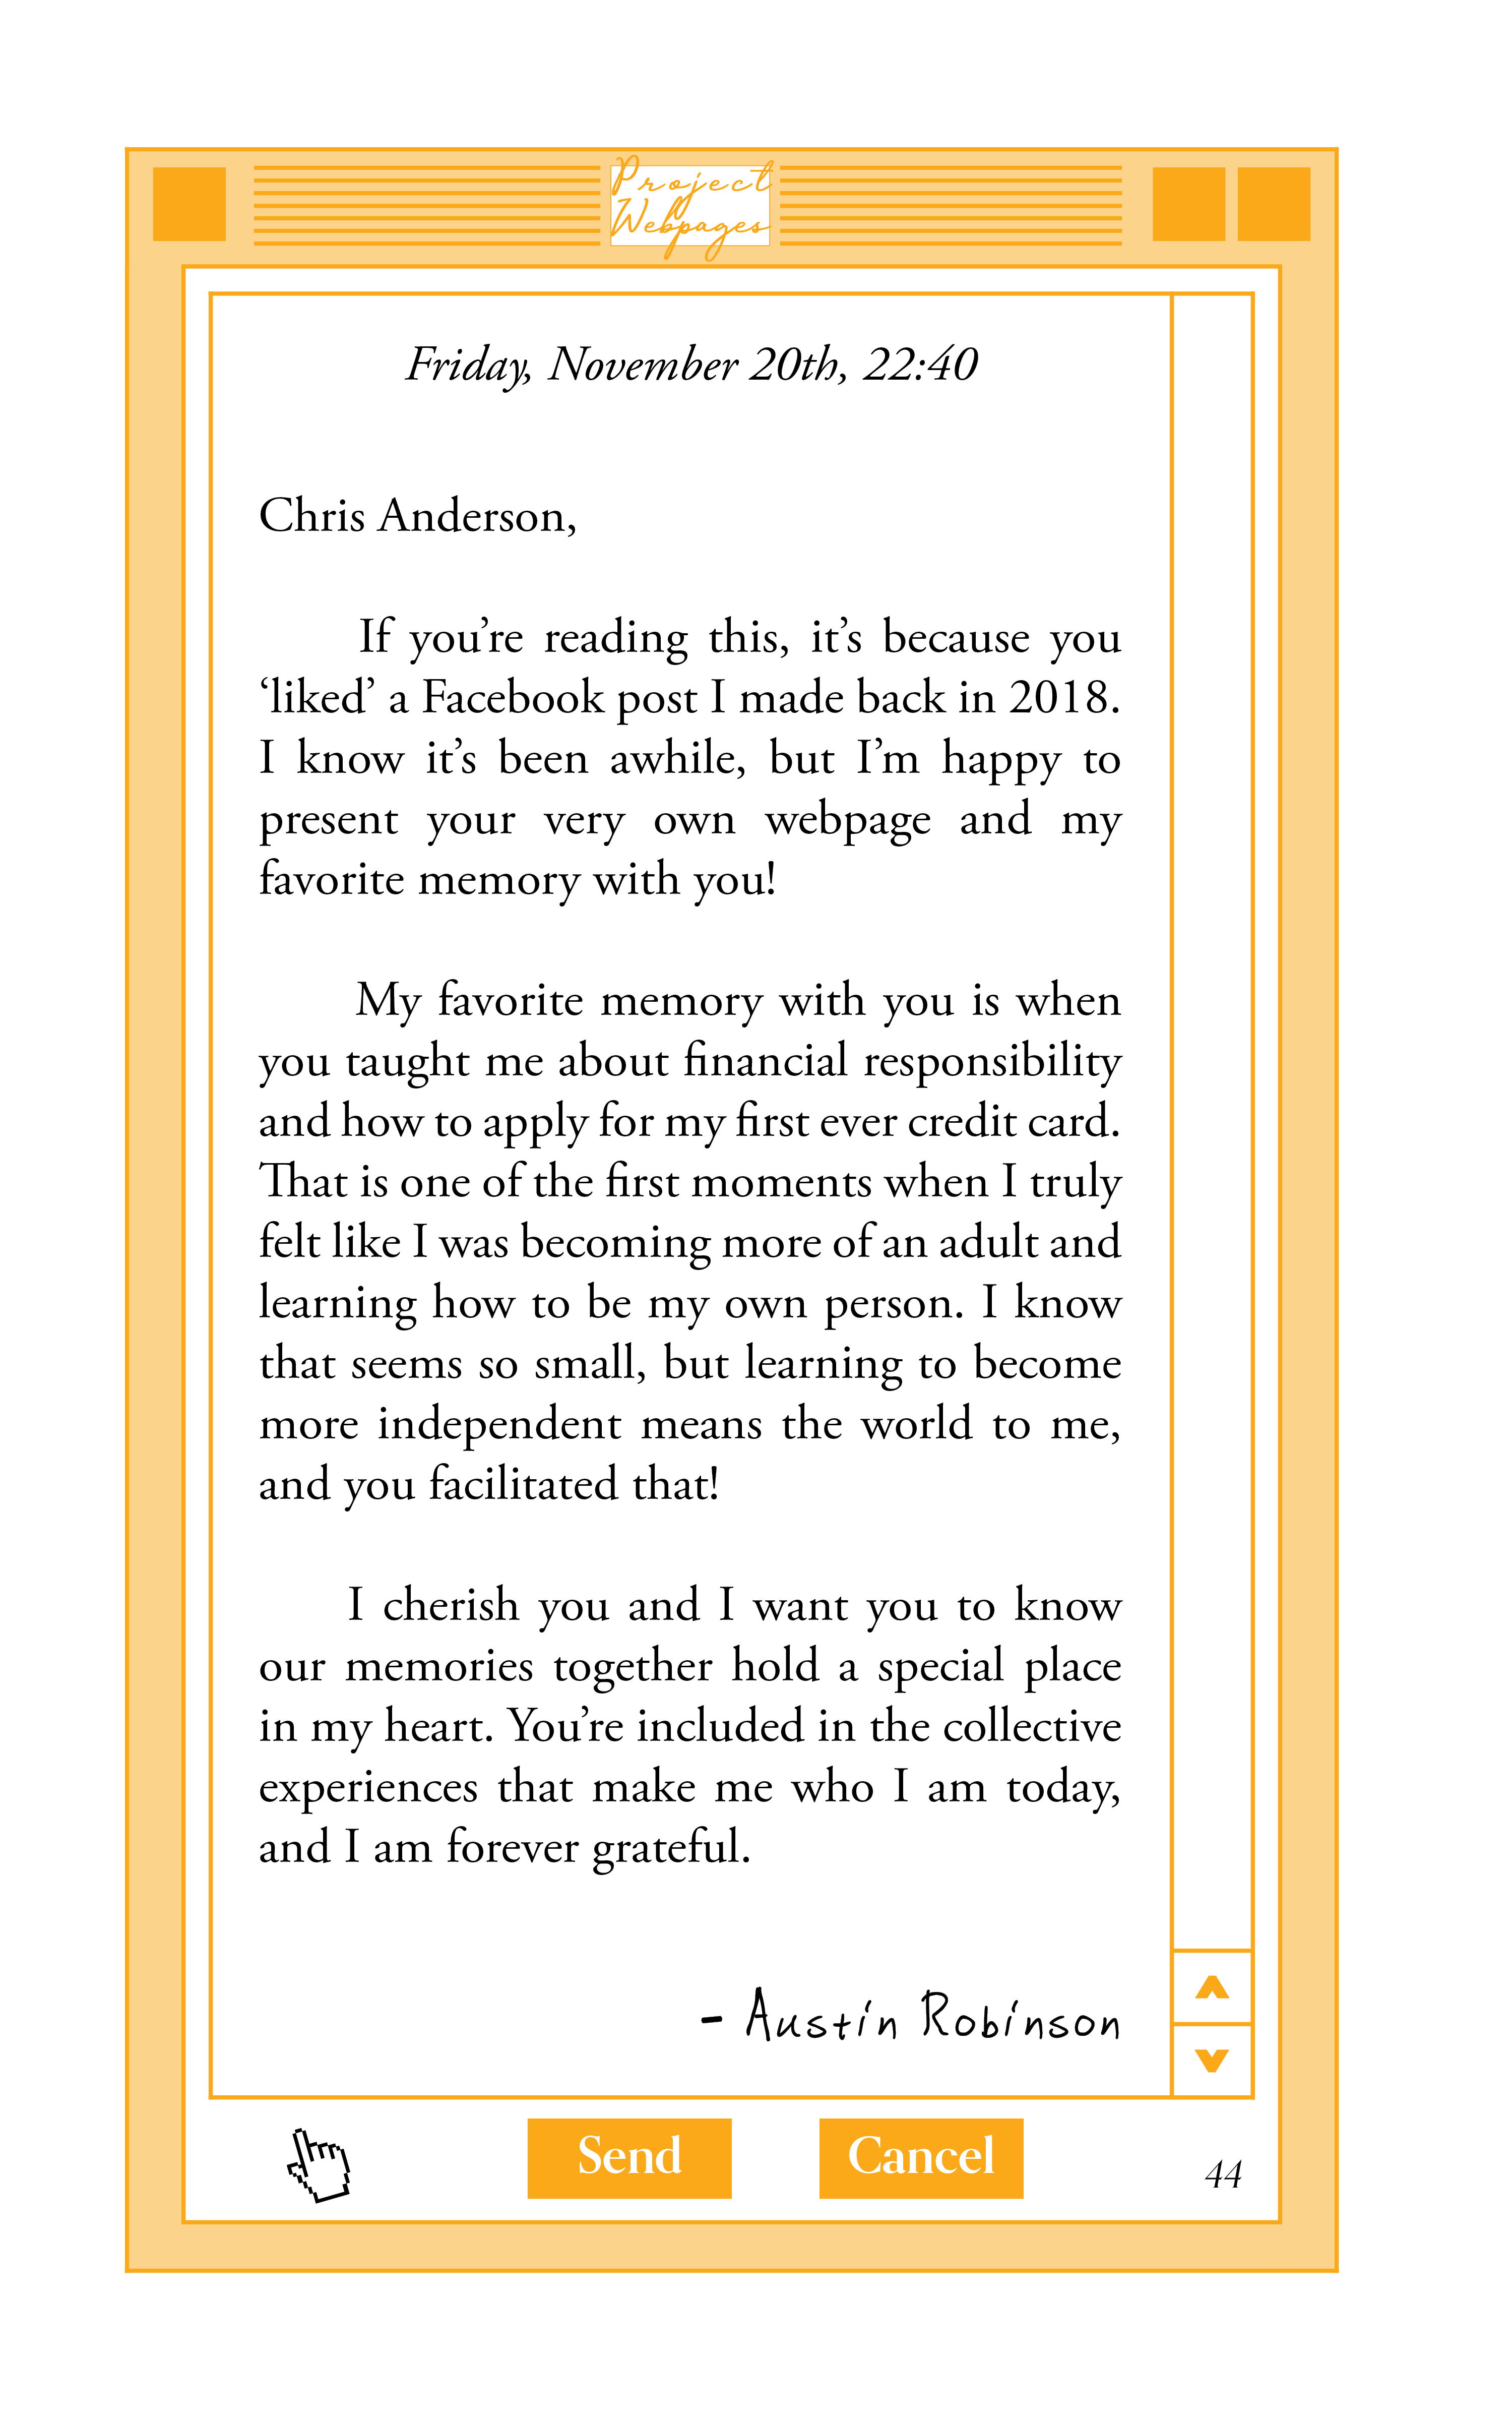 Project
Webpages
Friday, November 20th, 22:40
Chris Anderson,
If you’re reading this, it’s because you
‘liked’ a Facebook post I made back in 2018.
I know it’s been awhile, but I’m happy to
present your very own webpage and my
favorite memory with you!
My favorite memory with you is when
you taught me about financial responsibility
and how to apply for my first ever credit card.
That is one of the first moments when I truly
felt like I was becoming more of an adult and
learning how to be my own person. I know
that seems so small, but learning to become
more independent means the world to me,
and you facilitated that!
I cherish you and I want you to know
our memories together hold a special place
in my heart. You’re included in the collective
experiences that make me who I am today,
and I am forever grateful.
- Austin Robinson
Send
Cancel
44